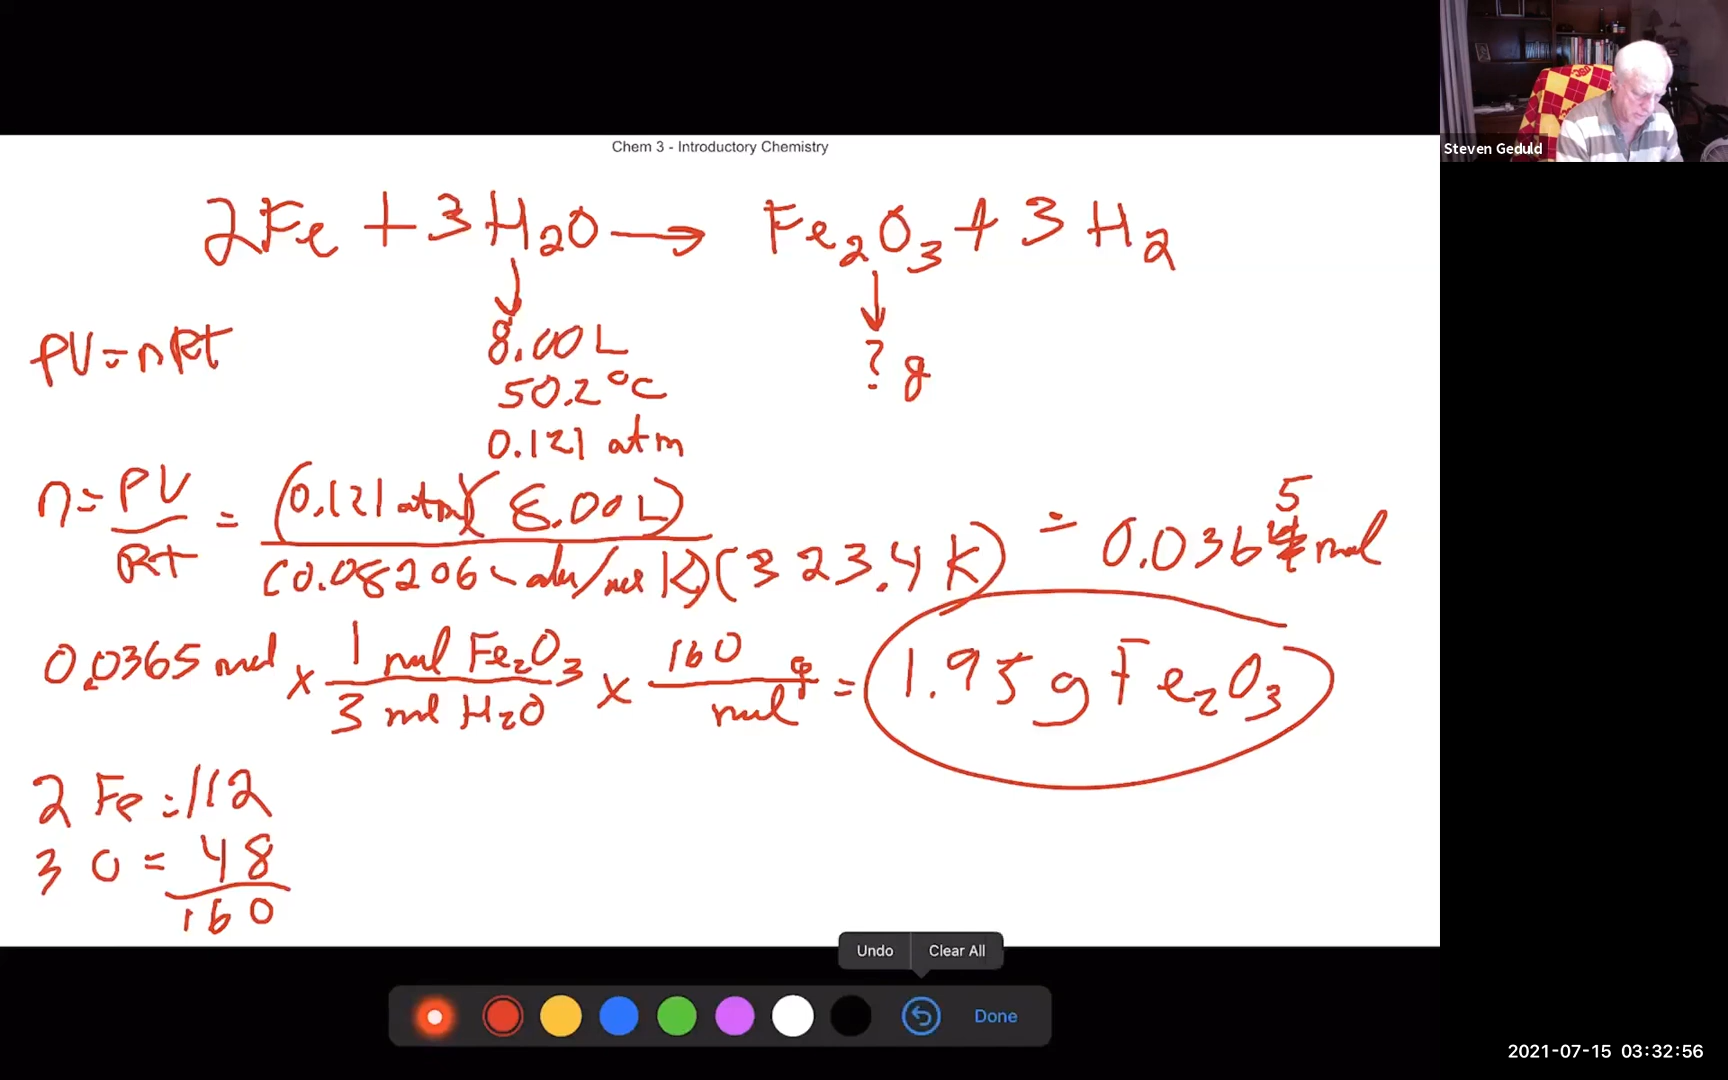 Steven Geduld
Chem 3 - Introductory Chemistry
2Fe + 3H₂O → Fe₂O₃ + 3H₂
PV=nRt
8.00 L
50.2°C
0.121 atm
? g
n = PV/Rt = (0.121 atm)(8.00 L)/(0.08206 L atm/mol K)(323.4 K) = 0.0365 mol
0.0365 mol x 1 mol Fe₂O₃/3 mol H₂O x 160 g/mol = 1.95 g Fe₂O₃
2 Fe = 112
3 O = 48
160
Undo
Clear All
Done
2021-07-15 03:32:56